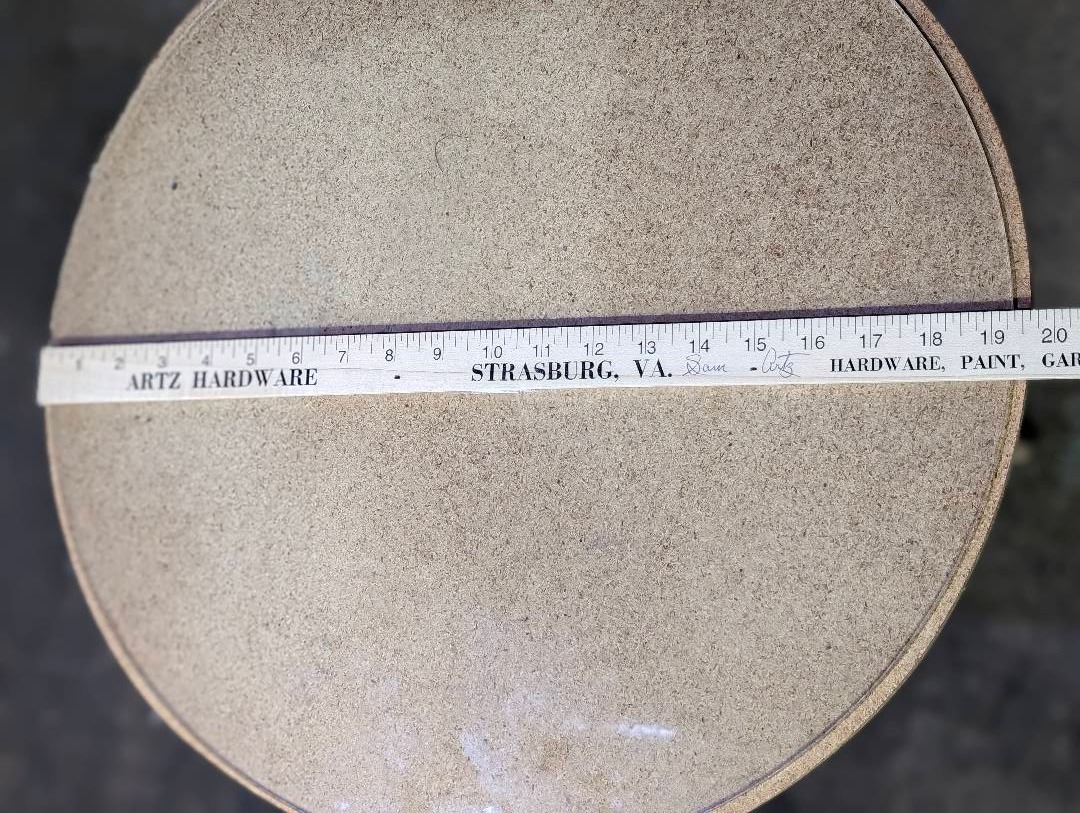 1 2 3 4 5 6 7 8 9 10 11 12 13 14 15 16 17 18 19 20
ARTZ HARDWARE - STRASBURG, VA. Sam - Artz HARDWARE, PAINT, GAR